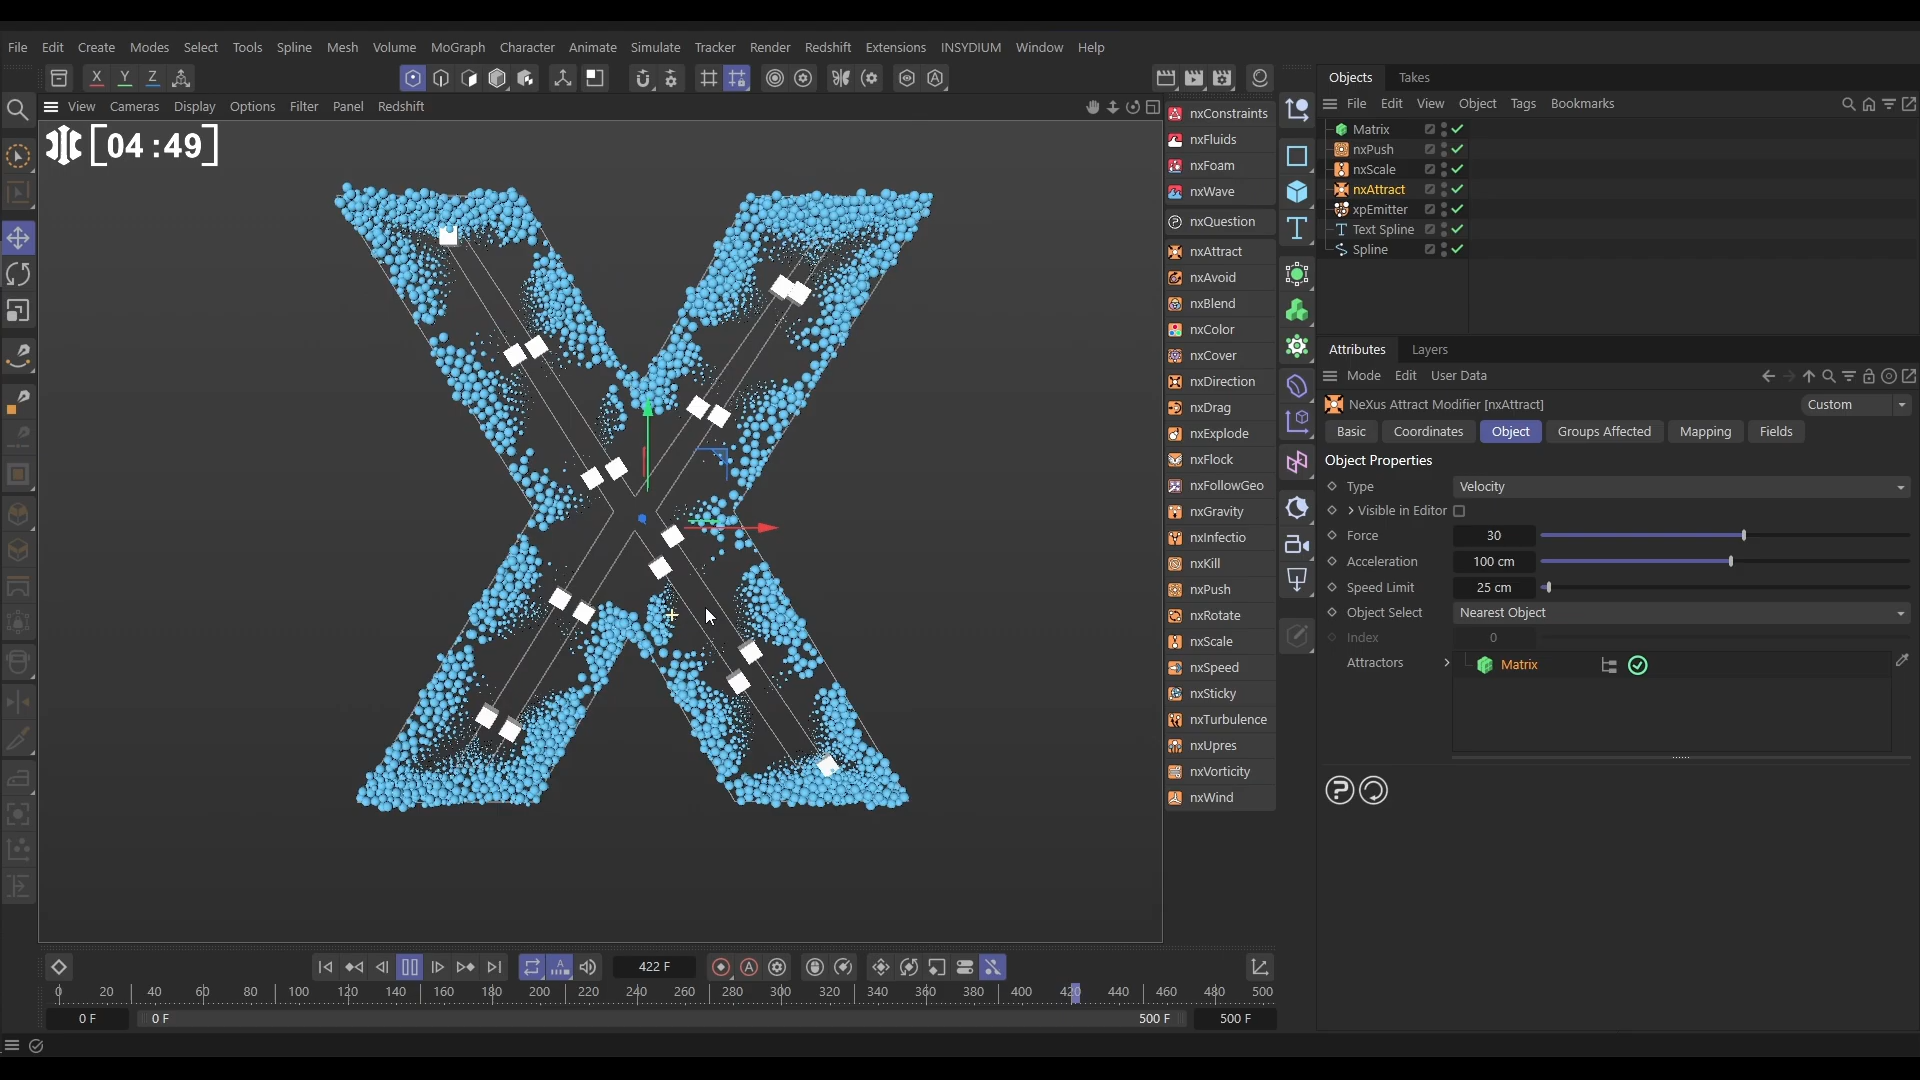 File Edit Create Modes Select Tools Spline Mesh Volume MoGraph Character Animate Simulate Tracker Render Redshift Extensions INSYDIUM Window Help
X Y Z
View Cameras Display Options Filter Panel Redshift
[04:49]
nxConstraints
nxFluids
nxFoam
nxWave
nxQuestion
nxAttract
nxAvoid
nxBlend
nxColor
nxCover
nxDirection
nxDrag
nxExplode
nxFlock
nxFollowGeo
nxGravity
nxInfectio
nxKill
nxPush
nxRotate
nxScale
nxSpeed
nxSticky
nxTurbulence
nxUpres
nxVorticity
nxWind
Objects Takes
File Edit View Object Tags Bookmarks
Matrix
nxPush
nxScale
nxAttract
xpEmitter
Text Spline
Spline
Attributes Layers
Mode Edit User Data
NeXus Attract Modifier [nxAttract] Custom
Basic Coordinates Object Groups Affected Mapping Fields
Object Properties
Type Velocity
Visible in Editor
Force 30
Acceleration 100 cm
Speed Limit 25 cm
Object Select Nearest Object
Index 0
Attractors Matrix
422 F
0 20 40 60 80 100 120 140 160 180 200 220 240 260 280 300 320 340 360 380 400 420 440 460 480 500
0 F 0 F 500 F 500 F